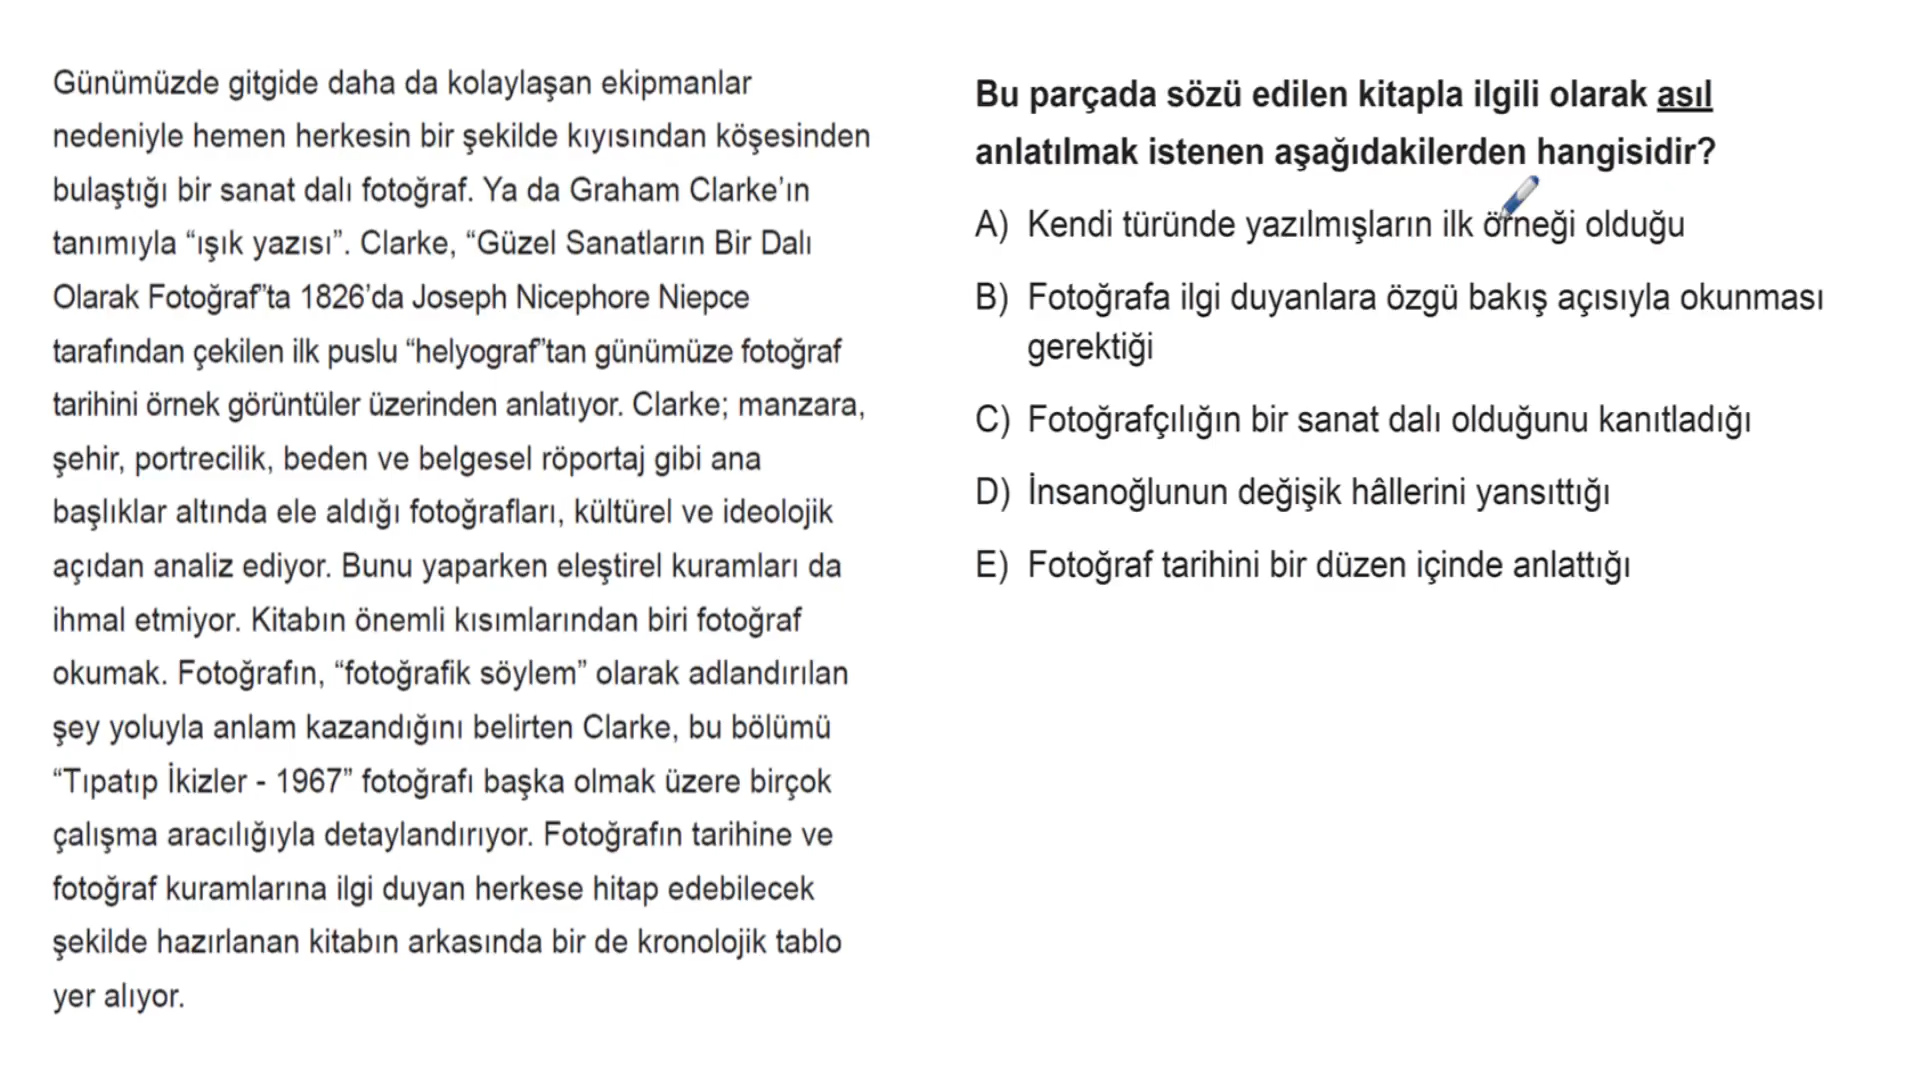 Günümüzde gitgide daha da kolaylaşan ekipmanlar
nedeniyle hemen herkesin bir şekilde kıyısından köşesinden
bulaştığı bir sanat dalı fotoğraf. Ya da Graham Clarke’ın
tanımıyla “ışık yazısı”. Clarke, “Güzel Sanatların Bir Dalı
Olarak Fotoğraf”ta 1826’da Joseph Nicephore Niepce
tarafından çekilen ilk puslu “helyograf”tan günümüze fotoğraf
tarihini örnek görüntüler üzerinden anlatıyor. Clarke; manzara,
şehir, portrecilik, beden ve belgesel röportaj gibi ana
başlıklar altında ele aldığı fotoğrafları, kültürel ve ideolojik
açıdan analiz ediyor. Bunu yaparken eleştirel kuramları da
ihmal etmiyor. Kitabın önemli kısımlarından biri fotoğraf
okumak. Fotoğrafın, “fotoğrafik söylem” olarak adlandırılan
şey yoluyla anlam kazandığını belirten Clarke, bu bölümü
“Tıpatıp İkizler - 1967” fotoğrafı başka olmak üzere birçok
çalışma aracılığıyla detaylandırıyor. Fotoğrafın tarihine ve
fotoğraf kuramlarına ilgi duyan herkese hitap edebilecek
şekilde hazırlanan kitabın arkasında bir de kronolojik tablo
yer alıyor.
Bu parçada sözü edilen kitapla ilgili olarak asıl
anlatılmak istenen aşağıdakilerden hangisidir?
A) Kendi türünde yazılmışların ilk örneği olduğu
B) Fotoğrafa ilgi duyanlara özgü bakış açısıyla okunması
gerektiği
C) Fotoğrafçılığın bir sanat dalı olduğunu kanıtladığı
D) İnsanoğlunun değişik hâllerini yansıttığı
E) Fotoğraf tarihini bir düzen içinde anlattığı